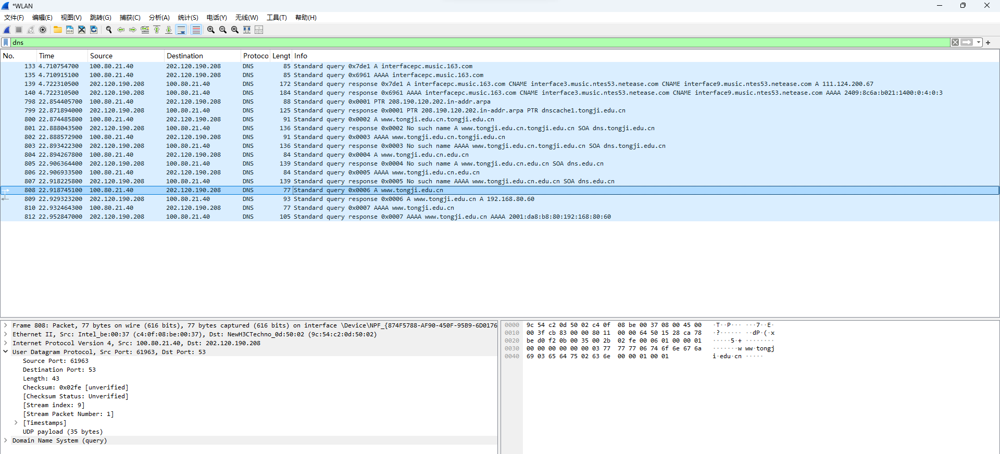 *WLAN
文件(F) 编辑(E) 视图(V) 跳转(G) 捕获(C) 分析(A) 统计(S) 电话(Y) 无线(W) 工具(T) 帮助(H)
dns
No. Time Source Destination Protoco Lengt Info
133 4.710754700 100.80.21.40 202.120.190.208 DNS 85 Standard query 0x7de1 A interfacepc.music.163.com
135 4.710915100 100.80.21.40 202.120.190.208 DNS 85 Standard query 0x6961 AAAA interfacepc.music.163.com
139 4.722310500 202.120.190.208 100.80.21.40 DNS 172 Standard query response 0x7de1 A interfacepc.music.163.com CNAME interface3.music.ntes53.netease.com CNAME interface9.music.ntes53.netease.com A 111.124.200.67
140 4.722310500 202.120.190.208 100.80.21.40 DNS 184 Standard query response 0x6961 AAAA interfacepc.music.163.com CNAME interface3.music.ntes53.netease.com CNAME interface9.music.ntes53.netease.com AAAA 2409:8c6a:b021:1400:0:4:0:3
798 22.854405700 100.80.21.40 202.120.190.208 DNS 88 Standard query 0x0001 PTR 208.190.120.202.in-addr.arpa
799 22.871894000 202.120.190.208 100.80.21.40 DNS 125 Standard query response 0x0001 PTR 208.190.120.202.in-addr.arpa PTR dnscache1.tongji.edu.cn
800 22.874485800 100.80.21.40 202.120.190.208 DNS 91 Standard query 0x0002 A www.tongji.edu.cn.tongji.edu.cn
801 22.888043500 202.120.190.208 100.80.21.40 DNS 136 Standard query response 0x0002 No such name A www.tongji.edu.cn.tongji.edu.cn SOA dns.tongji.edu.cn
802 22.888572900 100.80.21.40 202.120.190.208 DNS 91 Standard query 0x0003 AAAA www.tongji.edu.cn.tongji.edu.cn
803 22.893422300 202.120.190.208 100.80.21.40 DNS 136 Standard query response 0x0003 No such name AAAA www.tongji.edu.cn.tongji.edu.cn SOA dns.tongji.edu.cn
804 22.894267800 100.80.21.40 202.120.190.208 DNS 84 Standard query 0x0004 A www.tongji.edu.cn.edu.cn
805 22.906364400 202.120.190.208 100.80.21.40 DNS 139 Standard query response 0x0004 No such name A www.tongji.edu.cn.edu.cn SOA dns.edu.cn
806 22.906933500 100.80.21.40 202.120.190.208 DNS 84 Standard query 0x0005 AAAA www.tongji.edu.cn.edu.cn
807 22.918225800 202.120.190.208 100.80.21.40 DNS 139 Standard query response 0x0005 No such name AAAA www.tongji.edu.cn.edu.cn SOA dns.edu.cn
808 22.918745100 100.80.21.40 202.120.190.208 DNS 77 Standard query 0x0006 A www.tongji.edu.cn
809 22.929323200 202.120.190.208 100.80.21.40 DNS 93 Standard query response 0x0006 A www.tongji.edu.cn A 192.168.80.60
810 22.932464300 100.80.21.40 202.120.190.208 DNS 77 Standard query 0x0007 AAAA www.tongji.edu.cn
812 22.952847000 202.120.190.208 100.80.21.40 DNS 105 Standard query response 0x0007 AAAA www.tongji.edu.cn AAAA 2001:da8:b8:80:192:168:80:60
Frame 808: Packet, 77 bytes on wire (616 bits), 77 bytes captured (616 bits) on interface \Device\NPF_{874F5788-AF90-450F-95B9-6D0176
Ethernet II, Src: Intel_be:00:37 (c4:0f:08:be:00:37), Dst: NewH3CTechno_0d:50:02 (9c:54:c2:0d:50:02)
Internet Protocol Version 4, Src: 100.80.21.40, Dst: 202.120.190.208
User Datagram Protocol, Src Port: 61963, Dst Port: 53
Source Port: 61963
Destination Port: 53
Length: 43
Checksum: 0x02fe [unverified]
[Checksum Status: Unverified]
[Stream index: 9]
[Stream Packet Number: 1]
[Timestamps]
UDP payload (35 bytes)
Domain Name System (query)
0000 9c 54 c2 0d 50 02 c4 0f 08 be 00 37 08 00 45 00 ·T··P··· ···7··E·
0010 00 3f cb 83 00 00 80 11 00 00 64 50 15 28 ca 78 ·?······ ··dP·(·x
0020 be d0 f2 0b 00 35 00 2b 02 fe 00 06 01 00 00 01 ·····5·+ ········
0030 00 00 00 00 00 00 03 77 77 77 06 74 6f 6e 67 6a ·······w ww·tongj
0040 69 03 65 64 75 02 63 6e 00 00 01 00 01 i·edu·cn ·····